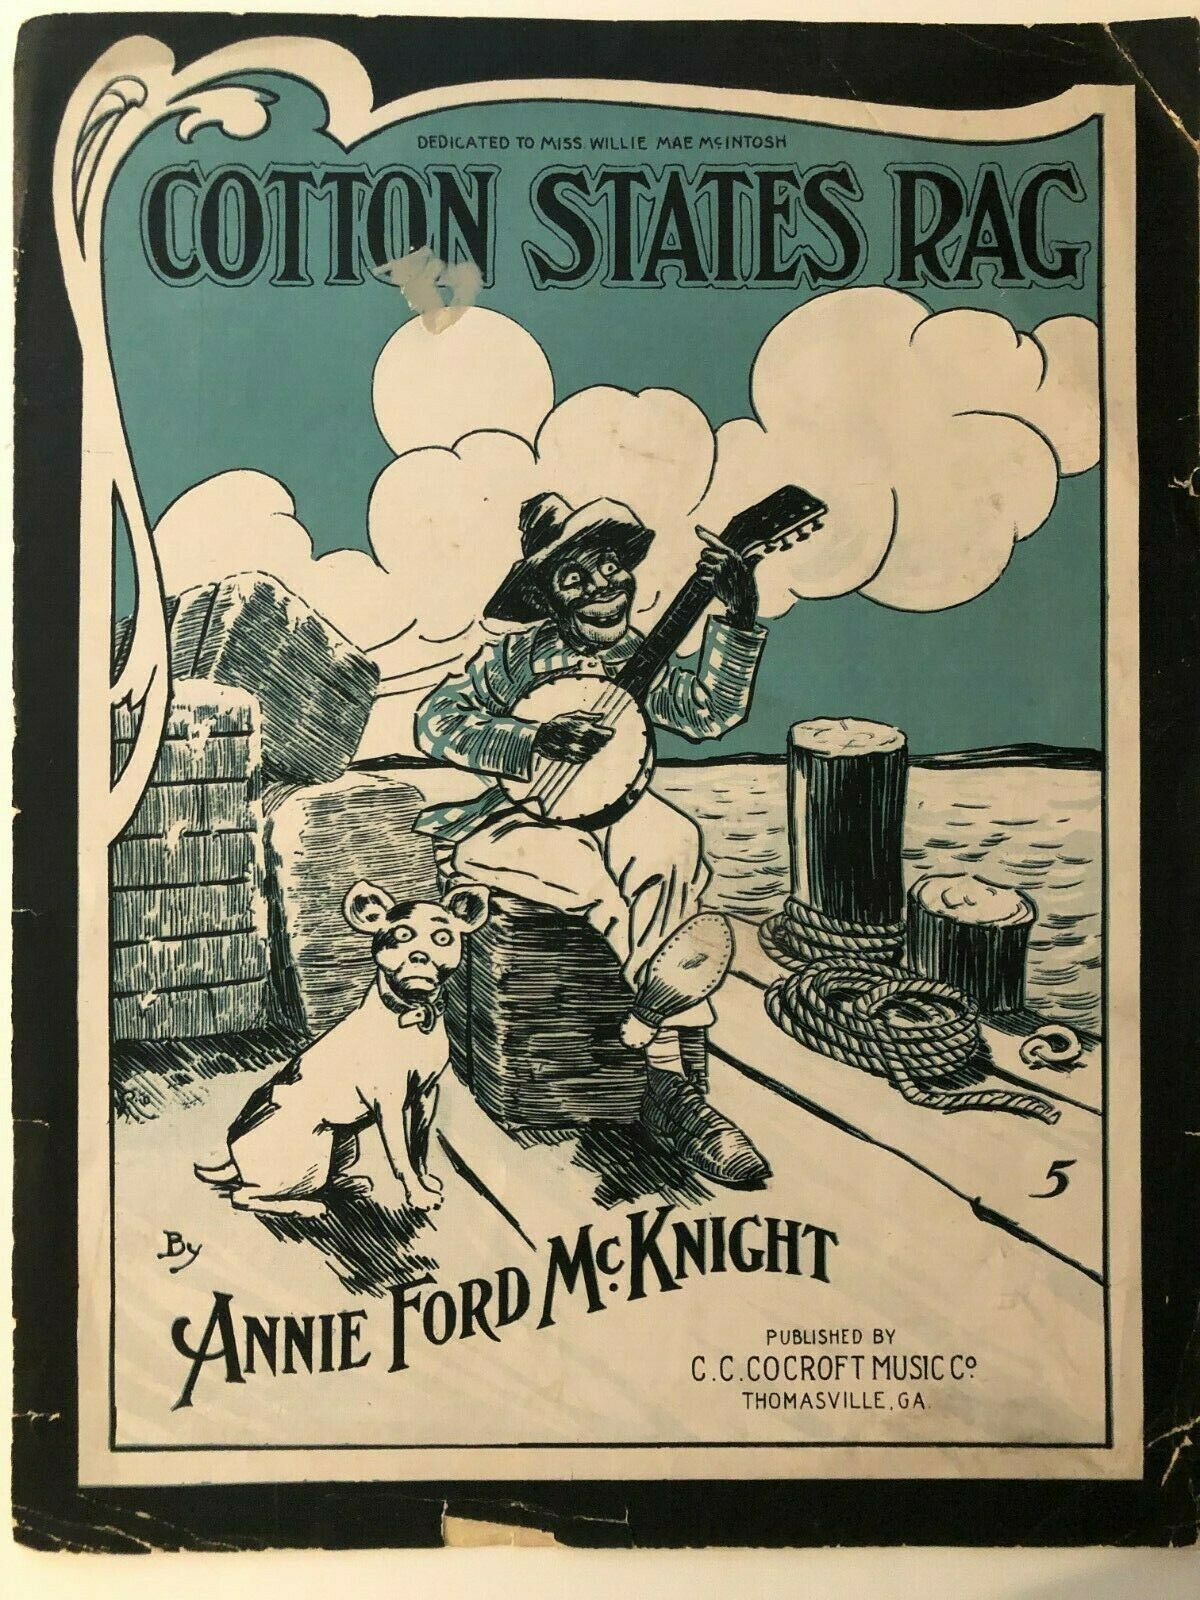 DEDICATED TO MISS WILLIE MAE McINTOSH
COTTON STATES RAG
5
By
ANNIE FORD McKNIGHT
PUBLISHED BY
C.C. COCROFT MUSIC Co.
THOMASVILLE, GA.